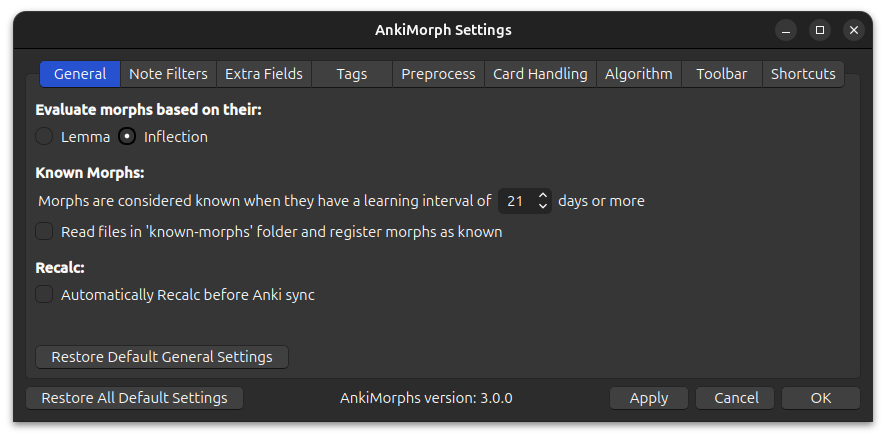 AnkiMorph Settings
General Note Filters Extra Fields Tags Preprocess Card Handling Algorithm Toolbar Shortcuts
Evaluate morphs based on their:
Lemma Inflection
Known Morphs:
Morphs are considered known when they have a learning interval of 21 days or more
Read files in 'known-morphs' folder and register morphs as known
Recalc:
Automatically Recalc before Anki sync
Restore Default General Settings
Restore All Default Settings AnkiMorphs version: 3.0.0 Apply Cancel OK